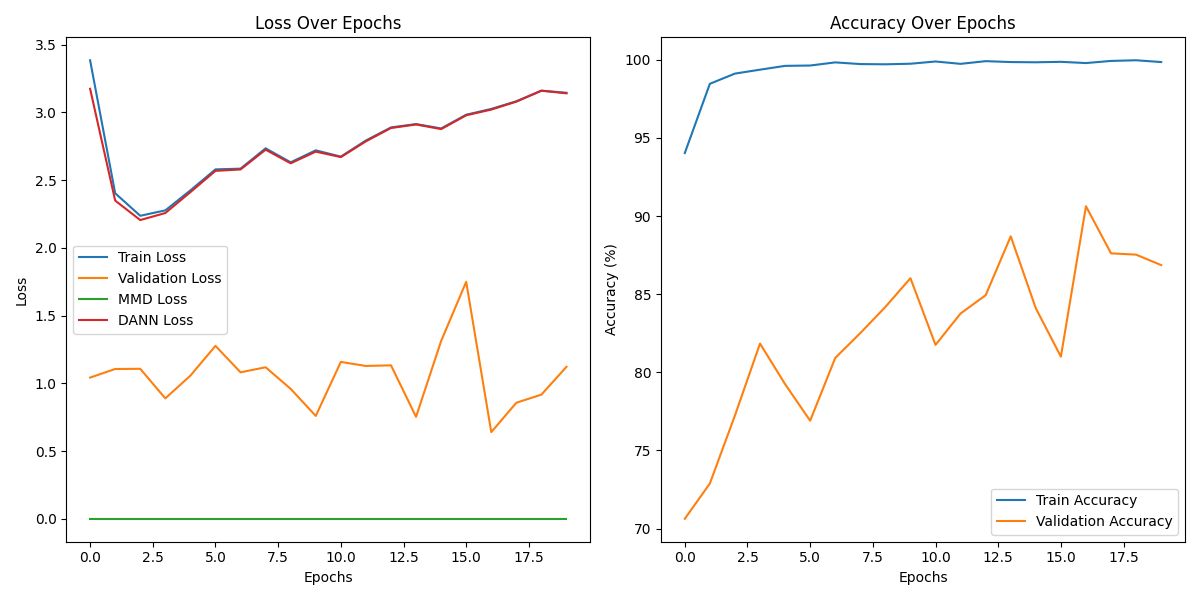 Loss Over Epochs
3.5
3.0
2.5
2.0
1.5
1.0
0.5
0.0
Loss
Train Loss
Validation Loss
MMD Loss
DANN Loss
0.0 2.5 5.0 7.5 10.0 12.5 15.0 17.5
Epochs
Accuracy Over Epochs
100
95
90
85
80
75
70
Accuracy (%)
Train Accuracy
Validation Accuracy
0.0 2.5 5.0 7.5 10.0 12.5 15.0 17.5
Epochs